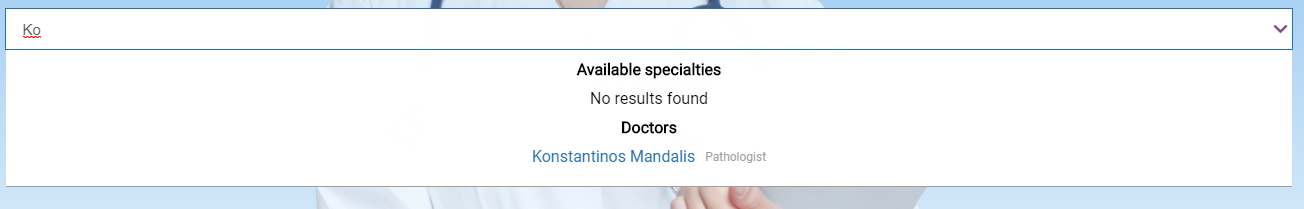 Ko
Available specialties
No results found
Doctors
Konstantinos Mandalis Pathologist